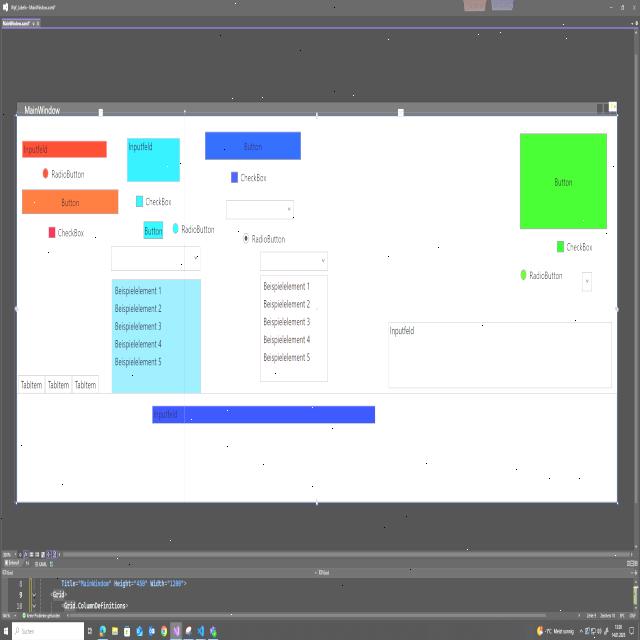 MainWindow.xaml*
MainWindow
Inputfeld
RadioButton
Button
CheckBox
Inputfeld
CheckBox
Button
RadioButton
Button
CheckBox
RadioButton
Button
CheckBox
RadioButton
Beispielelement 1
Beispielelement 2
Beispielelement 3
Beispielelement 4
Beispielelement 5
Beispielelement 1
Beispielelement 2
Beispielelement 3
Beispielelement 4
Beispielelement 5
Inputfeld
TabItem TabItem TabItem
Inputfeld
8 Title="MainWindow" Height="450" Width="1200">
9 <Grid>
10 <Grid.ColumnDefinitions>
Suchen